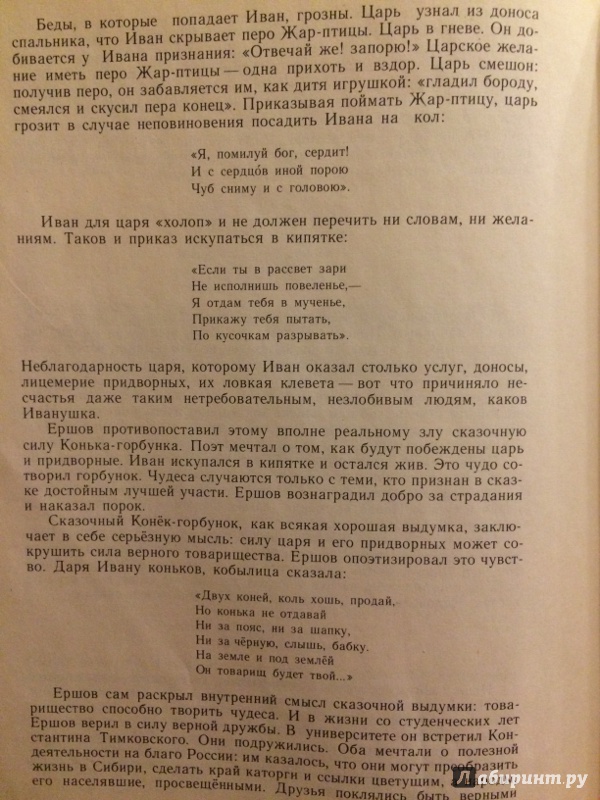 Беды, в которые попадает Иван, грозны. Царь узнал из доноса
спальника, что Иван скрывает перо Жар-птицы. Царь в гневе. Он до-
бивается у Ивана признания: «Отвечай же! запорю!» Царское жела-
ние иметь перо Жар-птицы — одна прихоть и вздор. Царь смешон:
получив перо, он забавляется им, как дитя игрушкой: «гладил бороду,
смеялся и скусил пера конец». Приказывая поймать Жар-птицу, царь
грозит в случае неповиновения посадить Ивана на кол:
«Я, помилуй бог, сердит!
И с сердцо́в иной порою
Чуб сниму и с головою».
Иван для царя «холоп» и не должен перечить ни словам, ни жела-
ниям. Таков и приказ искупаться в кипятке:
«Если ты в рассвет зари
Не исполнишь повеленье,—
Я отдам тебя в мученье,
Прикажу тебя пытать,
По кусочкам разрывать».
Неблагодарность царя, которому Иван оказал столько услуг, доносы,
лицемерие придворных, их ловкая клевета — вот что причиняло не-
счастья даже таким нетребовательным, незлобивым людям, каков
Иванушка.
Ершов противопоставил этому вполне реальному злу сказочную
силу Конька-горбунка. Поэт мечтал о том, как будут побеждены царь
и придворные. Иван искупался в кипятке и остался жив. Это чудо со-
творил горбунок. Чудеса случаются только с теми, кто признан в сказ-
ке достойным лучшей участи. Ершов вознаградил добро за страдания
и наказал порок.
Сказочный Конёк-горбунок, как всякая хорошая выдумка, заклю-
чает в себе серьёзную мысль: силу царя и его придворных может со-
крушить сила верного товарищества. Ершов опоэтизировал это чувст-
во. Даря Ивану коньков, кобылица сказала:
«Двух коней, коль хошь, продай,
Но конька не отдавай
Ни за пояс, ни за шапку,
Ни за чёрную, слышь, бабку.
На земле и под землёй
Он товарищ будет твой...»
Ершов сам раскрыл внутренний смысл сказочной выдумки: това-
рищество способно творить чудеса. И в жизни со студенческих лет
Ершов верил в силу верной дружбы. В университете он встретил Кон-
стантина Тимковского. Они подружились. Оба мечтали о полезной
деятельности на благо России: им казалось, что они могут преобразить
жизнь в Сибири, сделать край каторги и ссылки цветущим,
его населявшие, просвещёнными. Друзья поклялись быть верными
Лабиринт.ру